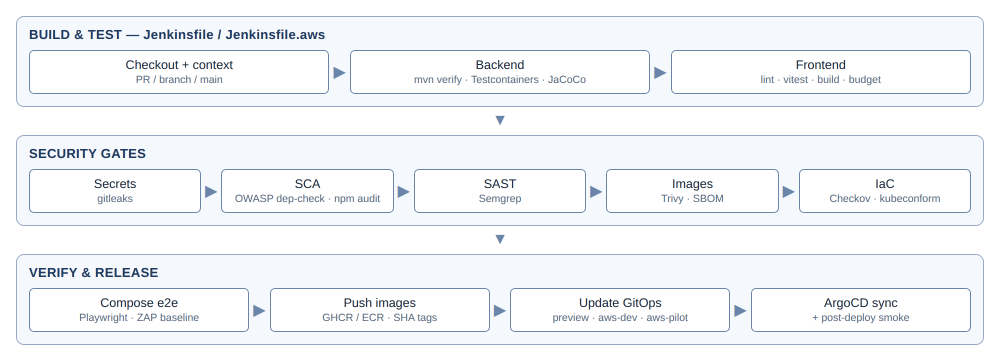 BUILD & TEST — Jenkinsfile / Jenkinsfile.aws
Checkout + context
PR / branch / main
Backend
mvn verify · Testcontainers · JaCoCo
Frontend
lint · vitest · build · budget
SECURITY GATES
Secrets
gitleaks
SCA
OWASP dep-check · npm audit
SAST
Semgrep
Images
Trivy · SBOM
IaC
Checkov · kubeconform
VERIFY & RELEASE
Compose e2e
Playwright · ZAP baseline
Push images
GHCR / ECR · SHA tags
Update GitOps
preview · aws-dev · aws-pilot
ArgoCD sync
+ post-deploy smoke